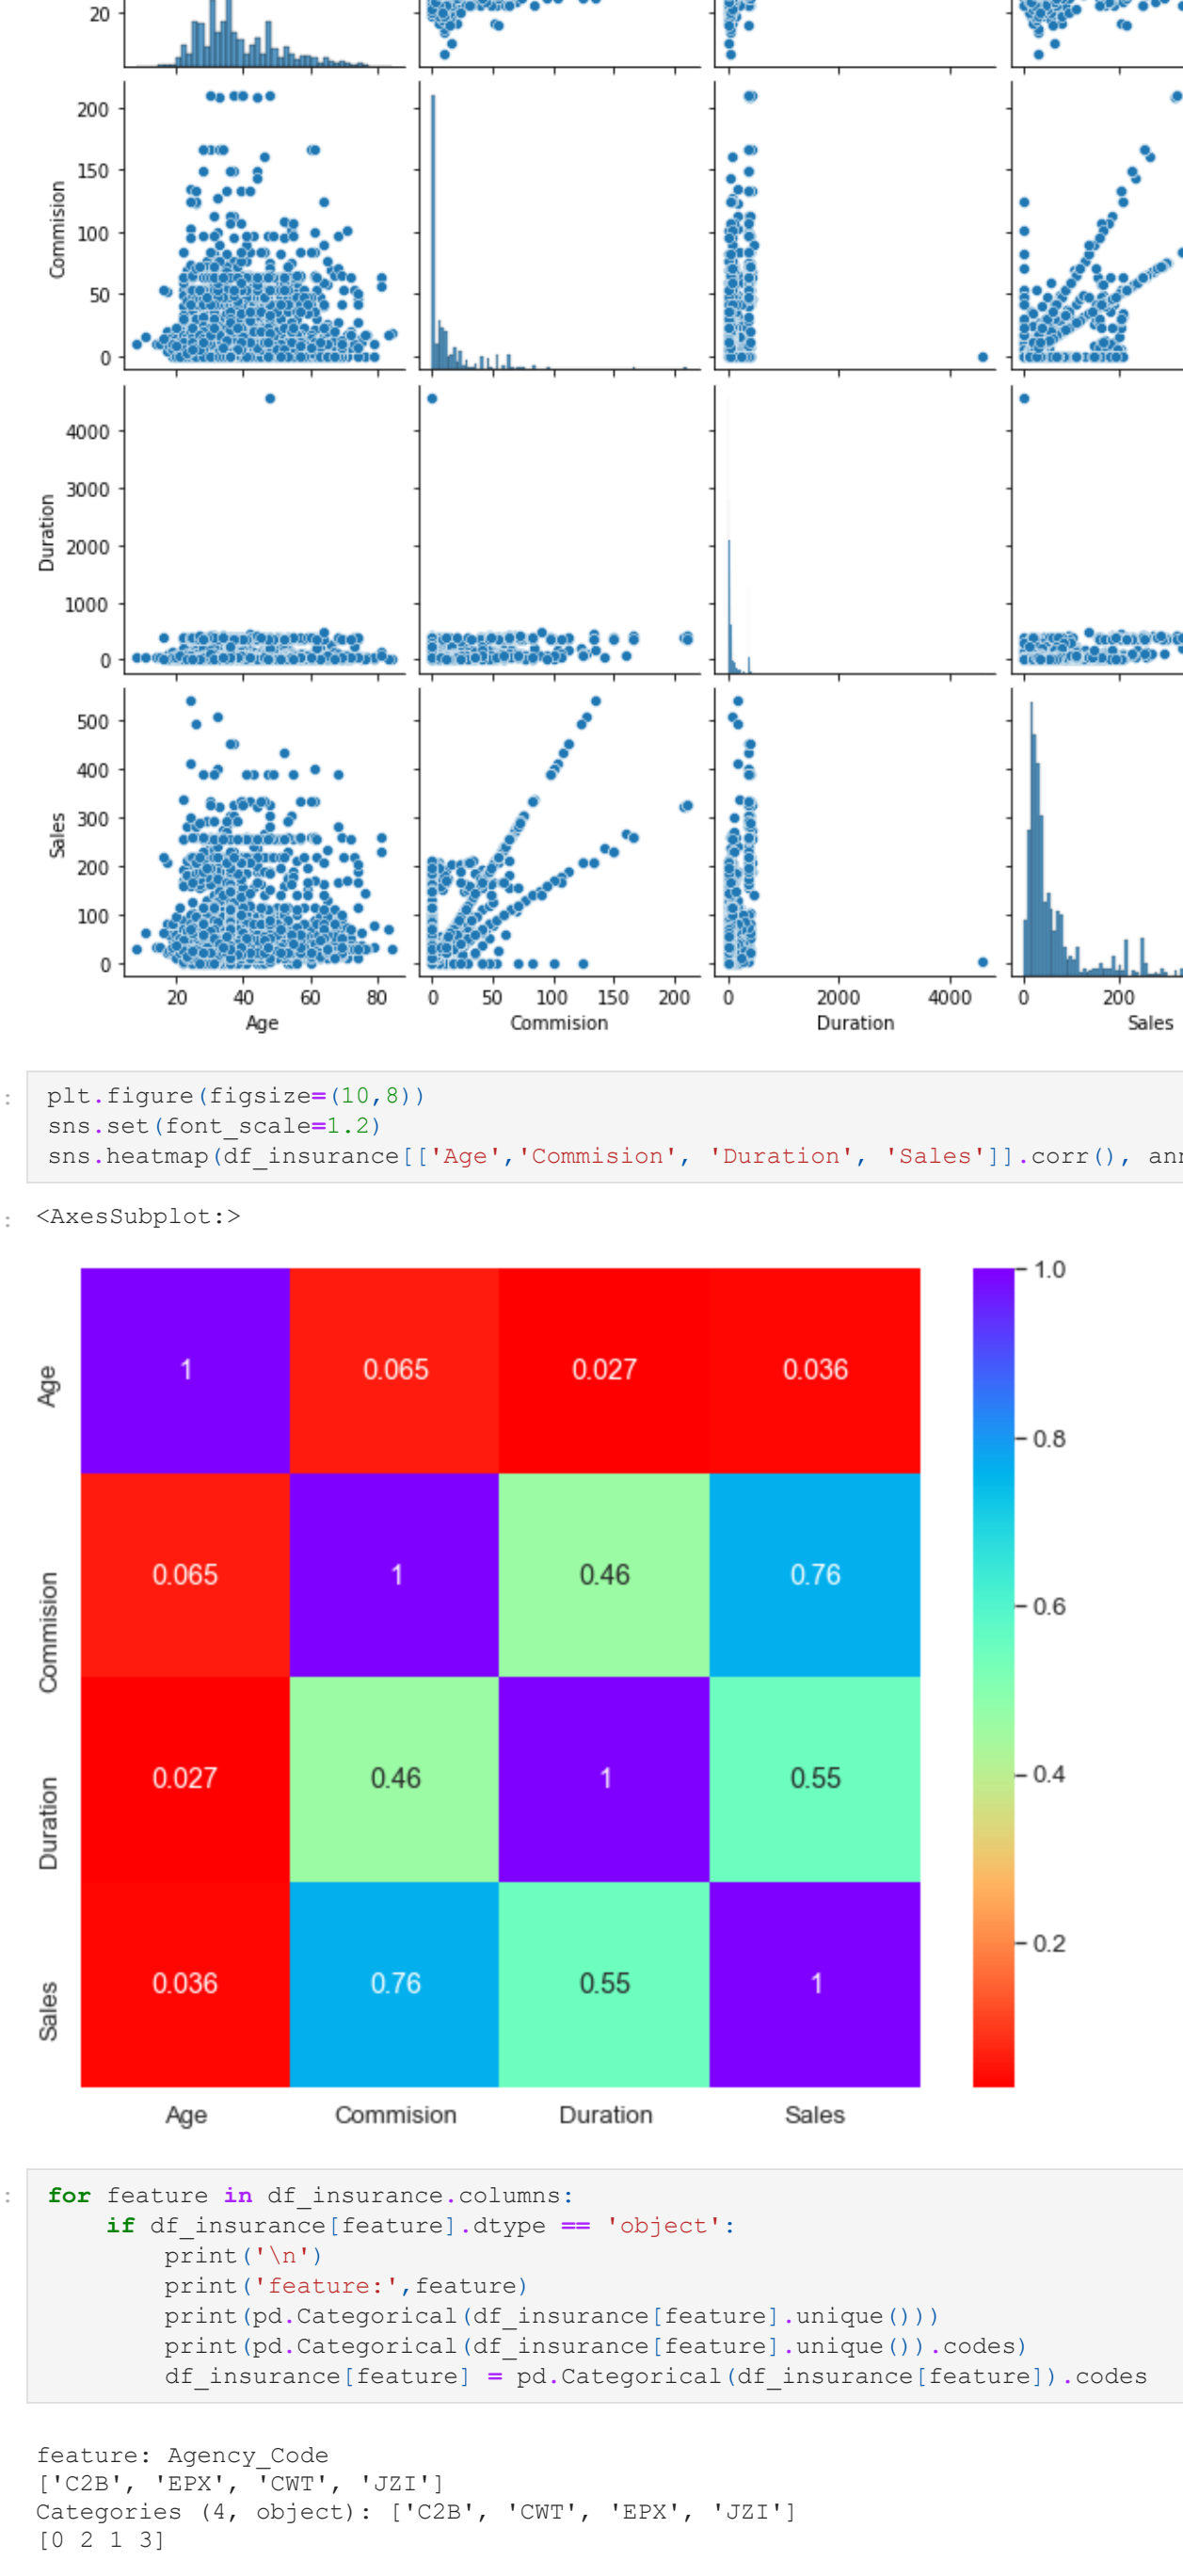 20
200
150
100
50
0
Commision
4000
3000
2000
1000
0
Duration
500
400
300
200
100
0
Sales
20 40 60 80 0 50 100 150 200 0 2000 4000 0 200
Age Commision Duration Sales
: plt.figure(figsize=(10,8))
sns.set(font_scale=1.2)
sns.heatmap(df_insurance[['Age','Commision', 'Duration', 'Sales']].corr(), ann
: <AxesSubplot:>
1.0
Age 1 0.065 0.027 0.036
0.8
Commision 0.065 1 0.46 0.76
0.6
Duration 0.027 0.46 1 0.55
0.4
0.2
Sales 0.036 0.76 0.55 1
Age Commision Duration Sales
: for feature in df_insurance.columns:
if df_insurance[feature].dtype == 'object':
print('\n')
print('feature:',feature)
print(pd.Categorical(df_insurance[feature].unique()))
print(pd.Categorical(df_insurance[feature].unique()).codes)
df_insurance[feature] = pd.Categorical(df_insurance[feature]).codes
feature: Agency_Code
['C2B', 'EPX', 'CWT', 'JZI']
Categories (4, object): ['C2B', 'CWT', 'EPX', 'JZI']
[0 2 1 3]